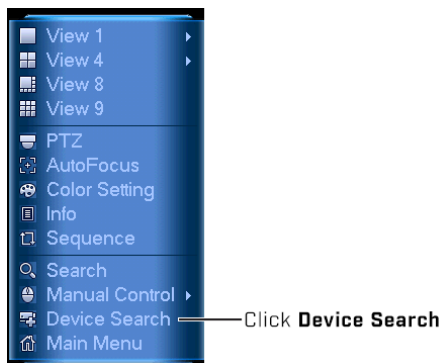 View 1
View 4
View 8
View 9
PTZ
AutoFocus
Color Setting
Info
Sequence
Search
Manual Control
Device Search
Click Device Search
Main Menu